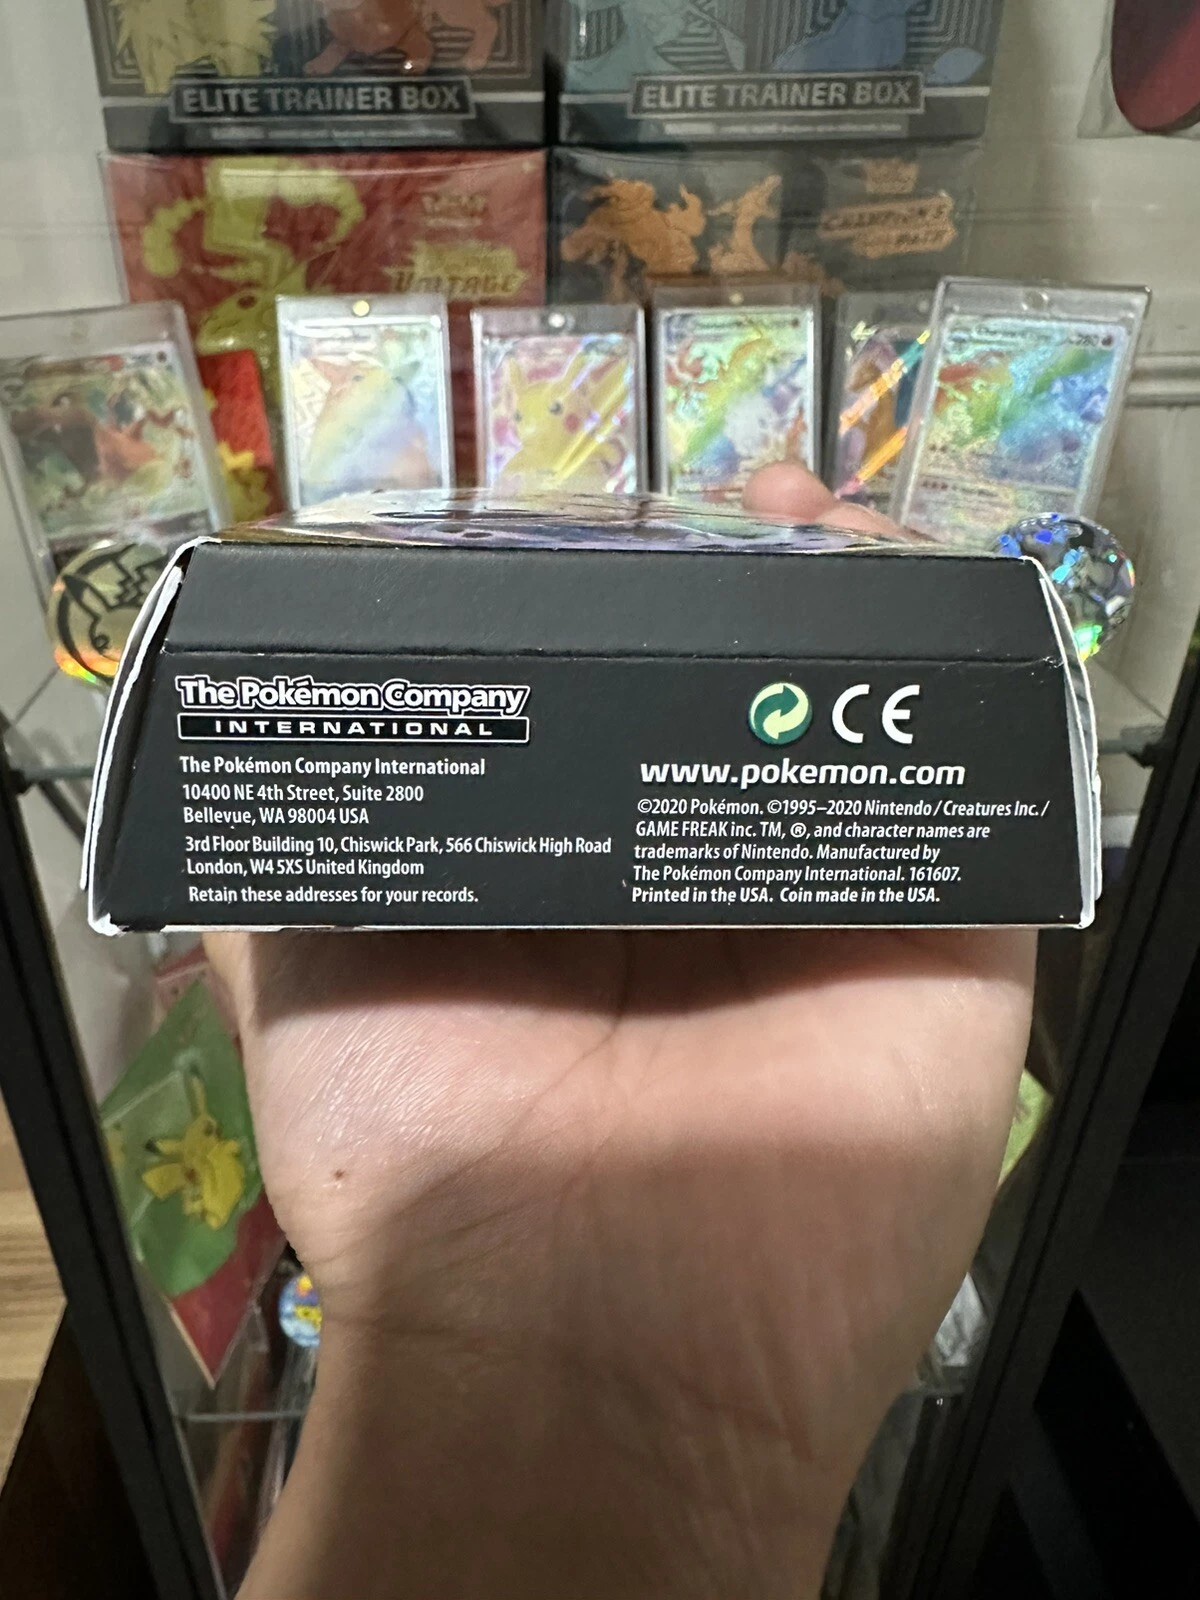 ELITE TRAINER BOX
ELITE TRAINER BOX
VOLTAGE
CHAMPION'S
PATH
280
The Pokémon Company
INTERNATIONAL
The Pokémon Company International
10400 NE 4th Street, Suite 2800
Bellevue, WA 98004 USA
3rd Floor Building 10, Chiswick Park, 566 Chiswick High Road
London, W4 5XS United Kingdom
Retain these addresses for your records.
CE
www.pokemon.com
©2020 Pokémon. ©1995–2020 Nintendo / Creatures Inc. /
GAME FREAK inc. TM, ®, and character names are
trademarks of Nintendo. Manufactured by
The Pokémon Company International. 161607.
Printed in the USA. Coin made in the USA.